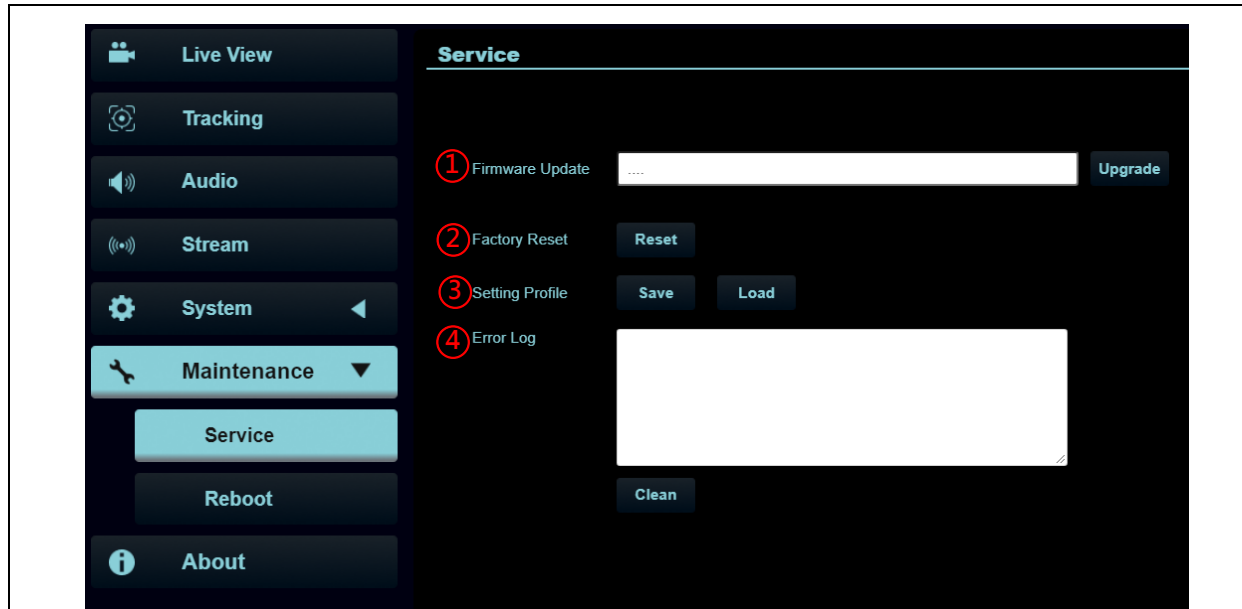 Live View
Tracking
Audio
Stream
System
Maintenance
Service
Reboot
About
Service
1 Firmware Update .... Upgrade
2 Factory Reset Reset
3 Setting Profile Save Load
4 Error Log
Clean